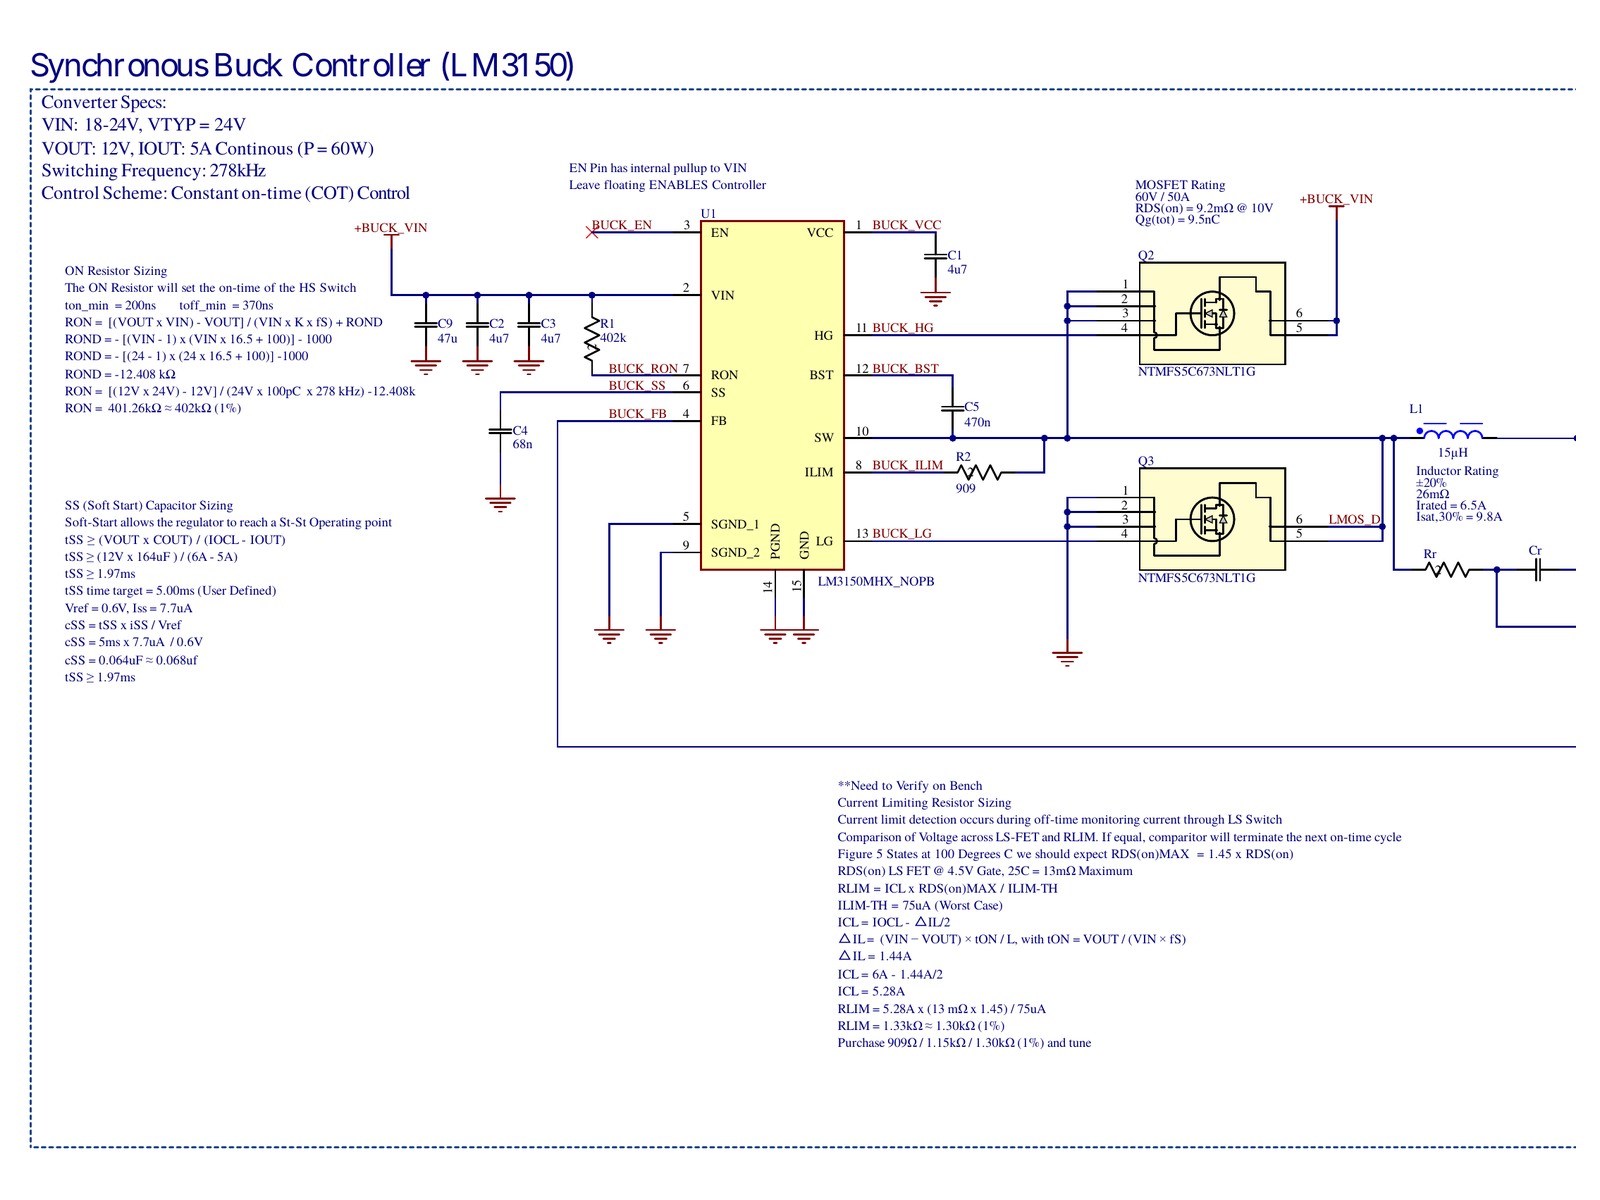 Synchronous Buck Controller (LM3150)
Converter Specs:
VIN: 18-24V, VTYP = 24V
VOUT: 12V, IOUT: 5A Continous (P = 60W)
Switching Frequency: 278kHz
Control Scheme: Constant on-time (COT) Control
EN Pin has internal pullup to VIN
Leave floating ENABLES Controller
MOSFET Rating
60V / 50A
RDS(on) = 9.2mΩ @ 10V
Qg(tot) = 9.5nC
+BUCK_VIN
+BUCK_VIN
U1
BUCK_EN 3 EN
VCC 1 BUCK_VCC
C1
4u7
Q2
1
2
3
4
6
5
NTMFS5C673NLT1G
ON Resistor Sizing
The ON Resistor will set the on-time of the HS Switch
ton_min = 200ns toff_min = 370ns
RON = [(VOUT x VIN) - VOUT] / (VIN x K x fS) + ROND
ROND = - [(VIN - 1) x (VIN x 16.5 + 100)] - 1000
ROND = - [(24 - 1) x (24 x 16.5 + 100)] -1000
ROND = -12.408 kΩ
RON = [(12V x 24V) - 12V] / (24V x 100pC x 278 kHz) -12.408k
RON = 401.26kΩ ≈ 402kΩ (1%)
2 VIN
C9
47u
C2
4u7
C3
4u7
R1
402k
HG 11 BUCK_HG
BUCK_RON 7 RON
BST 12 BUCK_BST
BUCK_SS 6 SS
BUCK_FB 4 FB
C5
470n
C4
68n
SW 10
ILIM 8 BUCK_ILIM
R2
909
L1
15µH
Inductor Rating
±20%
26mΩ
Irated = 6.5A
Isat,30% = 9.8A
Q3
1
2
3
4
6 LMOS_D
5
NTMFS5C673NLT1G
5 SGND_1
9 SGND_2
PGND
GND
14
15
LG 13 BUCK_LG
LM3150MHX_NOPB
Rr
Cr
SS (Soft Start) Capacitor Sizing
Soft-Start allows the regulator to reach a St-St Operating point
tSS ≥ (VOUT x COUT) / (IOCL - IOUT)
tSS ≥ (12V x 164uF ) / (6A - 5A)
tSS ≥ 1.97ms
tSS time target = 5.00ms (User Defined)
Vref = 0.6V, Iss = 7.7uA
cSS = tSS x iSS / Vref
cSS = 5ms x 7.7uA / 0.6V
cSS = 0.064uF ≈ 0.068uf
tSS ≥ 1.97ms
**Need to Verify on Bench
Current Limiting Resistor Sizing
Current limit detection occurs during off-time monitoring current through LS Switch
Comparison of Voltage across LS-FET and RLIM. If equal, comparitor will terminate the next on-time cycle
Figure 5 States at 100 Degrees C we should expect RDS(on)MAX = 1.45 x RDS(on)
RDS(on) LS FET @ 4.5V Gate, 25C = 13mΩ Maximum
RLIM = ICL x RDS(on)MAX / ILIM-TH
ILIM-TH = 75uA (Worst Case)
ICL = IOCL - △IL/2
△IL = (VIN − VOUT) × tON / L, with tON = VOUT / (VIN × fS)
△IL = 1.44A
ICL = 6A - 1.44A/2
ICL = 5.28A
RLIM = 5.28A x (13 mΩ x 1.45) / 75uA
RLIM = 1.33kΩ ≈ 1.30kΩ (1%)
Purchase 909Ω / 1.15kΩ / 1.30kΩ (1%) and tune